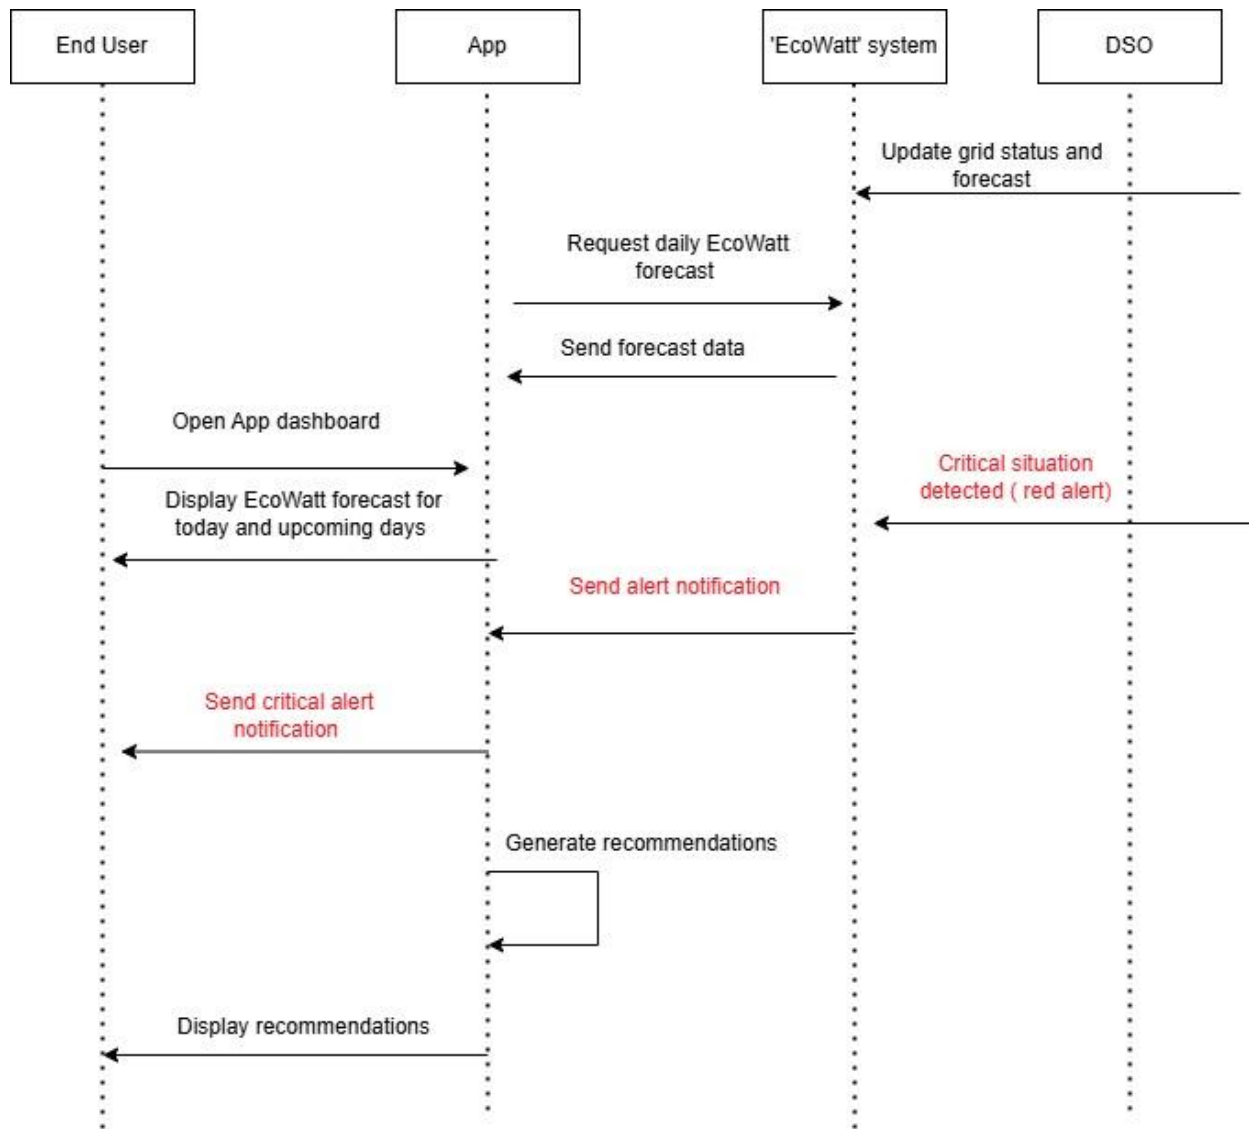 End User
App
'EcoWatt' system
DSO
Update grid status and
forecast
Request daily EcoWatt
forecast
Send forecast data
Open App dashboard
Critical situation
detected ( red alert)
Display EcoWatt forecast for
today and upcoming days
Send alert notification
Send critical alert
notification
Generate recommendations
Display recommendations